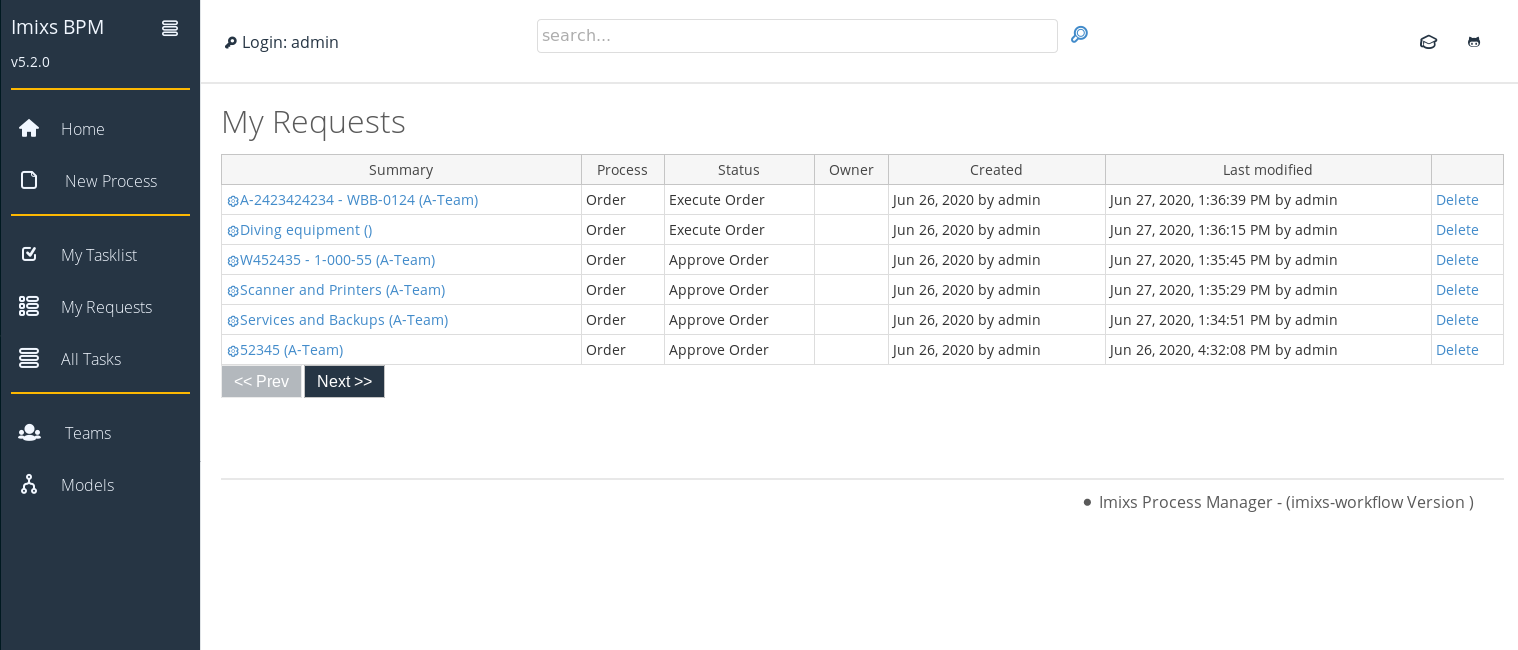 Imixs BPM
v5.2.0
Home
New Process
My Tasklist
My Requests
All Tasks
Teams
Models
Login: admin
search...
My Requests
Summary Process Status Owner Created Last modified
A-2423424234 - WBB-0124 (A-Team) Order Execute Order Jun 26, 2020 by admin Jun 27, 2020, 1:36:39 PM by admin Delete
Diving equipment () Order Execute Order Jun 26, 2020 by admin Jun 27, 2020, 1:36:15 PM by admin Delete
W452435 - 1-000-55 (A-Team) Order Approve Order Jun 26, 2020 by admin Jun 27, 2020, 1:35:45 PM by admin Delete
Scanner and Printers (A-Team) Order Approve Order Jun 26, 2020 by admin Jun 27, 2020, 1:35:29 PM by admin Delete
Services and Backups (A-Team) Order Approve Order Jun 26, 2020 by admin Jun 27, 2020, 1:34:51 PM by admin Delete
52345 (A-Team) Order Approve Order Jun 26, 2020 by admin Jun 26, 2020, 4:32:08 PM by admin Delete
<< Prev Next >>
● Imixs Process Manager - (imixs-workflow Version )